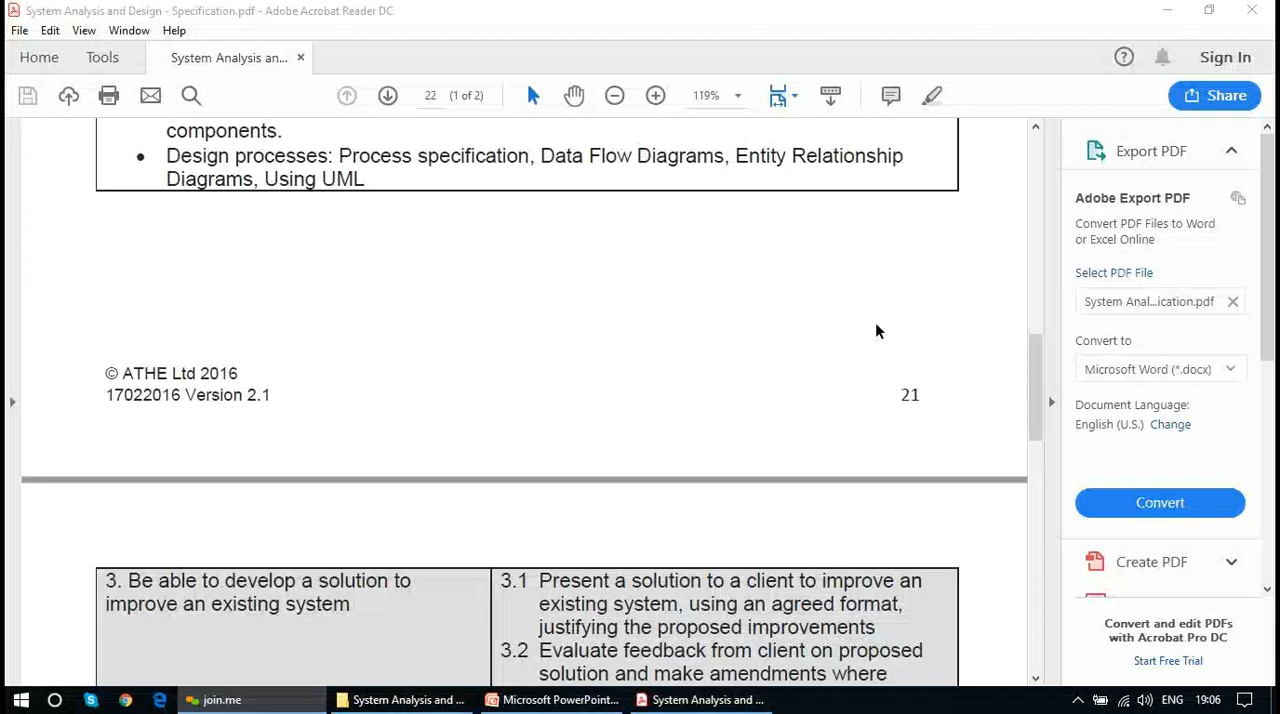 System Analysis and Design - Specification.pdf - Adobe Acrobat Reader DC
File Edit View Window Help
Home Tools System Analysis an... ×
Sign In
22 (1 of 2) 119% Share
components.
• Design processes: Process specification, Data Flow Diagrams, Entity Relationship
Diagrams, Using UML
© ATHE Ltd 2016
17022016 Version 2.1 21
3. Be able to develop a solution to
improve an existing system
3.1 Present a solution to a client to improve an
existing system, using an agreed format,
justifying the proposed improvements
3.2 Evaluate feedback from client on proposed
solution and make amendments where
Export PDF
Adobe Export PDF
Convert PDF Files to Word
or Excel Online
Select PDF File
System Anal...ication.pdf
Convert to
Microsoft Word (*.docx)
Document Language:
English (U.S.) Change
Convert
Create PDF
Convert and edit PDFs
with Acrobat Pro DC
Start Free Trial
join.me System Analysis and ... Microsoft PowerPoint... System Analysis and ... ENG 19:06